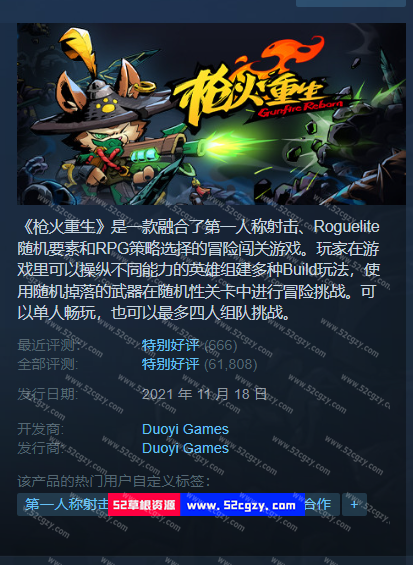 枪火重生
Gunfire Reborn
《枪火重生》是一款融合了第一人称射击、Roguelite
随机要素和RPG策略选择的冒险闯关游戏。玩家在游
戏里可以操纵不同能力的英雄组建多种Build玩法，使
用随机掉落的武器在随机性关卡中进行冒险挑战。可
以单人畅玩，也可以最多四人组队挑战。
最近评测: 特别好评 (666)
全部评测: 特别好评 (61,808)
发行日期: 2021 年 11 月 18 日
开发商: Duoyi Games
发行商: Duoyi Games
该产品的热门用户自定义标签：
第一人称射击 52草根资源 www.52cgzy.com 合作 +
www.52cgzy.com